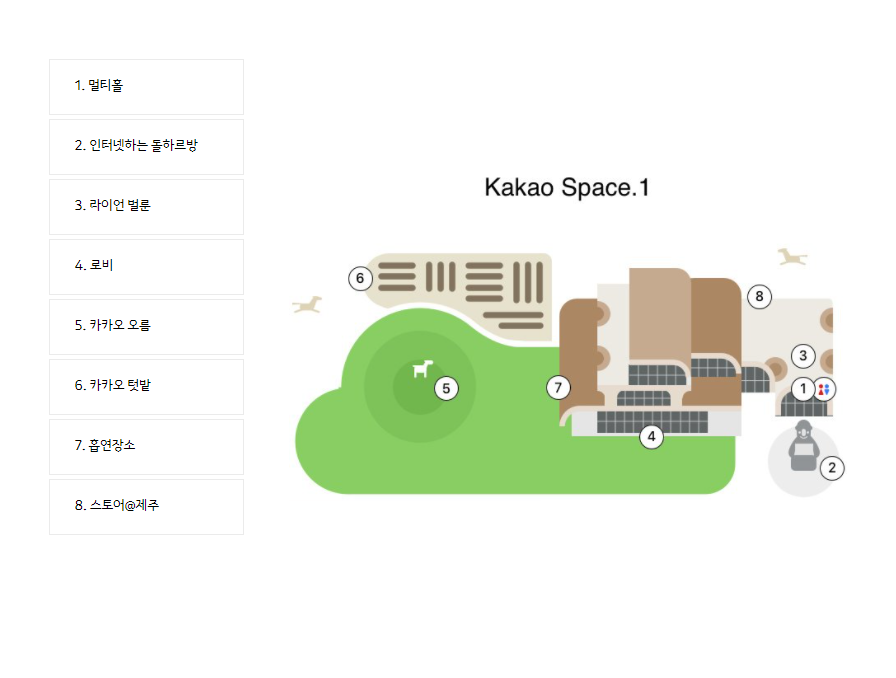 1. 멀티홀
2. 인터넷하는 돌하르방
3. 라이언 벌룬
4. 로비
5. 카카오 오름
6. 카카오 텃밭
7. 흡연장소
8. 스토어@제주
Kakao Space.1
6
8
3
5
7
1
4
2